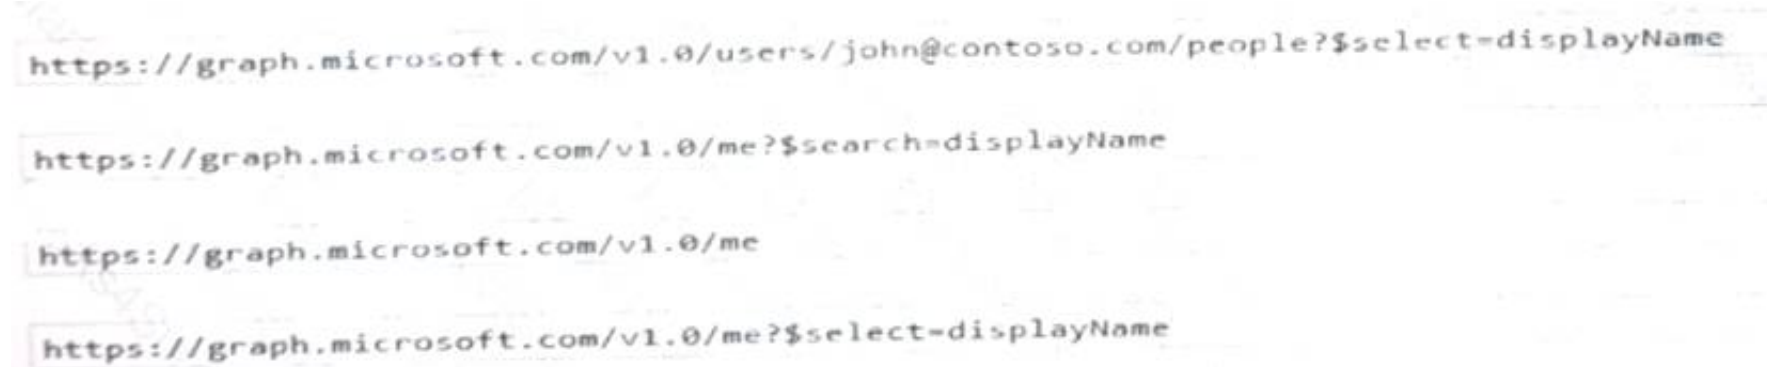 https://graph.microsoft.com/v1.0/users/john@contoso.com/people?$select=displayName
https://graph.microsoft.com/v1.0/me?$search=displayName
https://graph.microsoft.com/v1.0/me
https://graph.microsoft.com/v1.0/me?$select=displayName